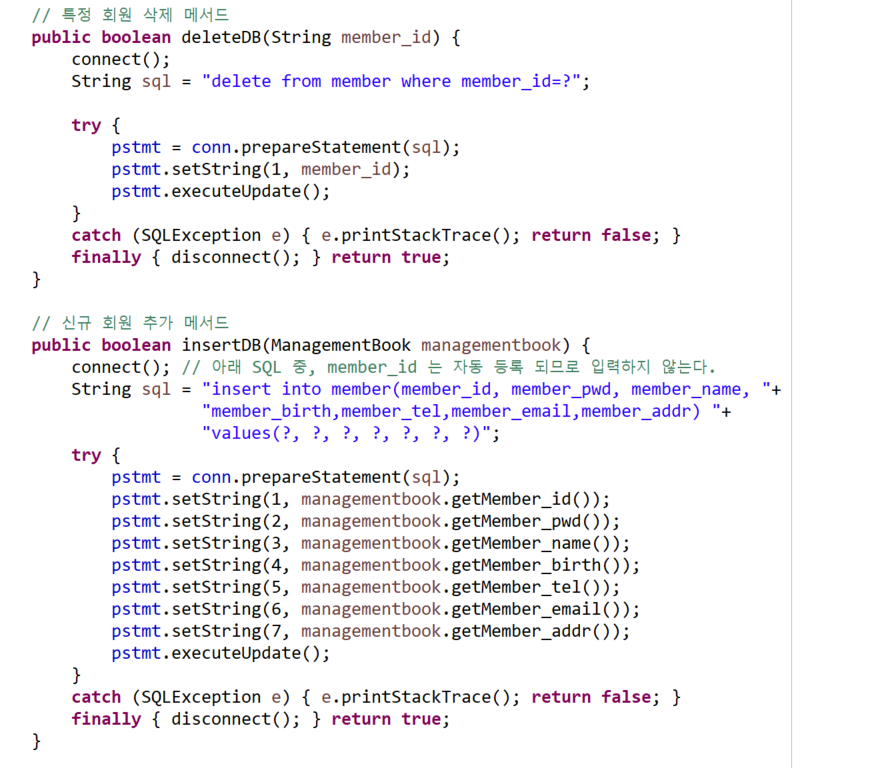 // 특정 회원 삭제 메서드
public boolean deleteDB(String member_id) {
connect();
String sql = "delete from member where member_id=?";
try {
pstmt = conn.prepareStatement(sql);
pstmt.setString(1, member_id);
pstmt.executeUpdate();
}
catch (SQLException e) { e.printStackTrace(); return false; }
finally { disconnect(); } return true;
}
// 신규 회원 추가 메서드
public boolean insertDB(ManagementBook managementbook) {
connect(); // 아래 SQL 중, member_id 는 자동 등록 되므로 입력하지 않는다.
String sql = "insert into member(member_id, member_pwd, member_name, "+
"member_birth,member_tel,member_email,member_addr) "+
"values(?, ?, ?, ?, ?, ?, ?)";
try {
pstmt = conn.prepareStatement(sql);
pstmt.setString(1, managementbook.getMember_id());
pstmt.setString(2, managementbook.getMember_pwd());
pstmt.setString(3, managementbook.getMember_name());
pstmt.setString(4, managementbook.getMember_birth());
pstmt.setString(5, managementbook.getMember_tel());
pstmt.setString(6, managementbook.getMember_email());
pstmt.setString(7, managementbook.getMember_addr());
pstmt.executeUpdate();
}
catch (SQLException e) { e.printStackTrace(); return false; }
finally { disconnect(); } return true;
}